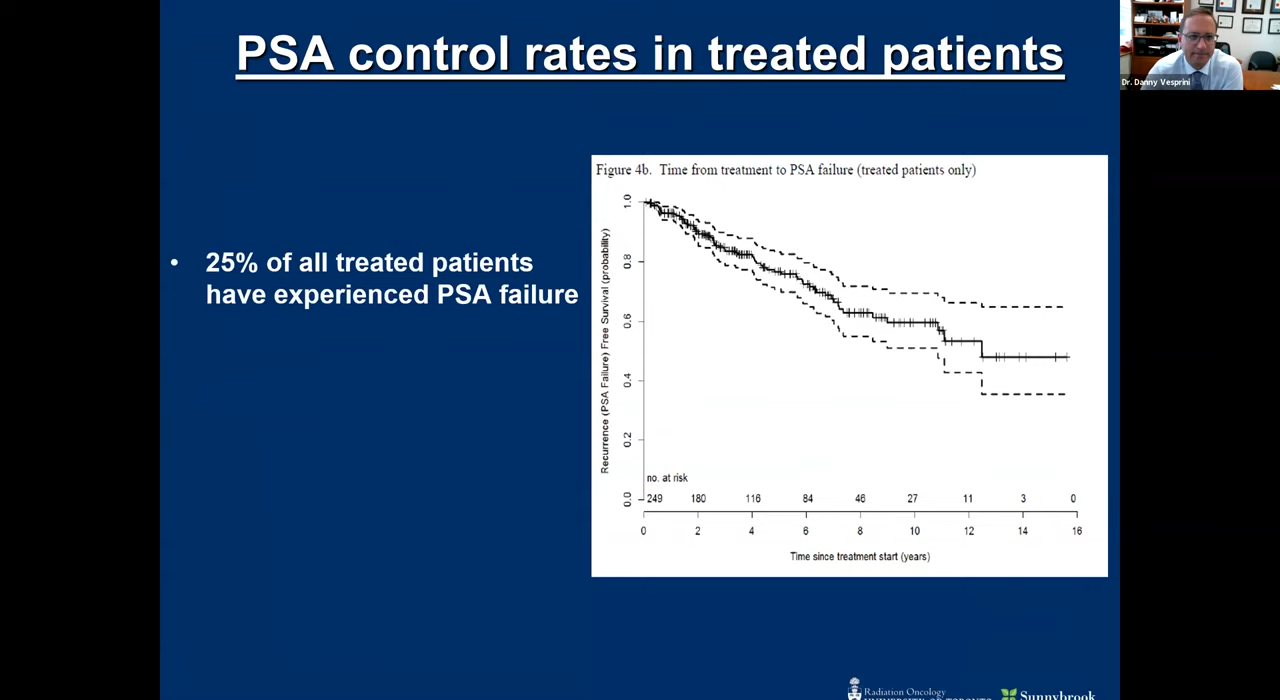 PSA control rates in treated patients
Dr. Danny Vesprini
• 25% of all treated patients
have experienced PSA failure
Figure 4b. Time from treatment to PSA failure (treated patients only)
Recurrence (PSA Failure) Free Survival (probability)
1.0
0.8
0.6
0.4
0.2
0.0
no. at risk
249 180 116 84 46 27 11 3 0
0 2 4 6 8 10 12 14 16
Time since treatment start (years)
Radiation Oncology
UNIVERSITY OF TORONTO
Sunnybrook